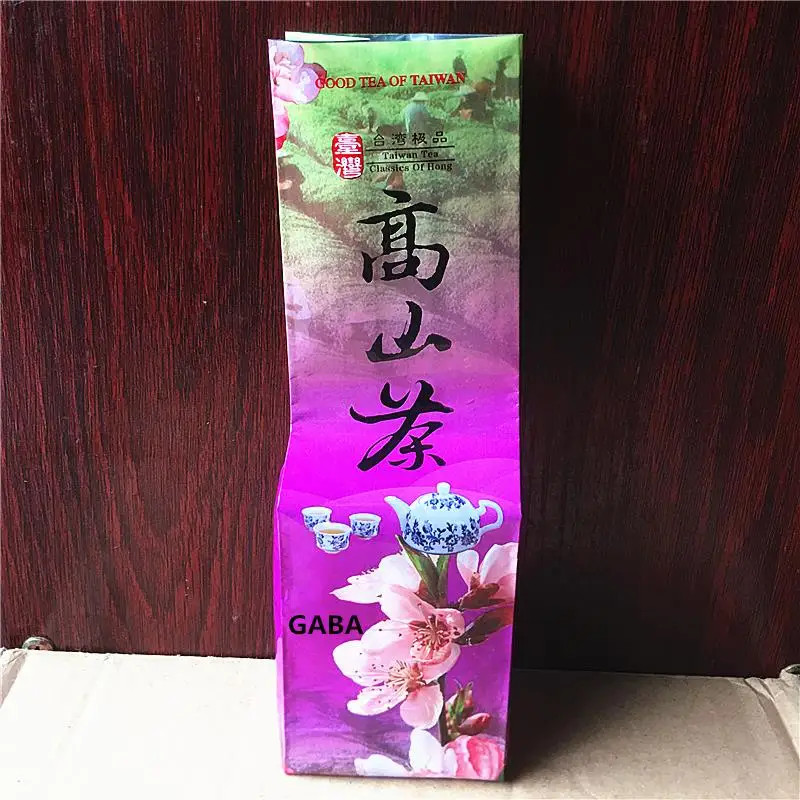 GOOD TEA OF TAIWAN
臺灣
台湾极品
Taiwan Tea
Classics Of Hong
高山茶
GABA